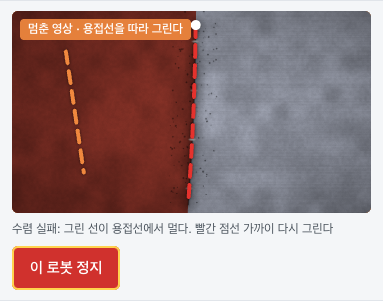 멈춘 영상 · 용접선을 따라 그린다
수렴 실패: 그린 선이 용접선에서 멀다. 빨간 점선 가까이 다시 그린다
이 로봇 정지